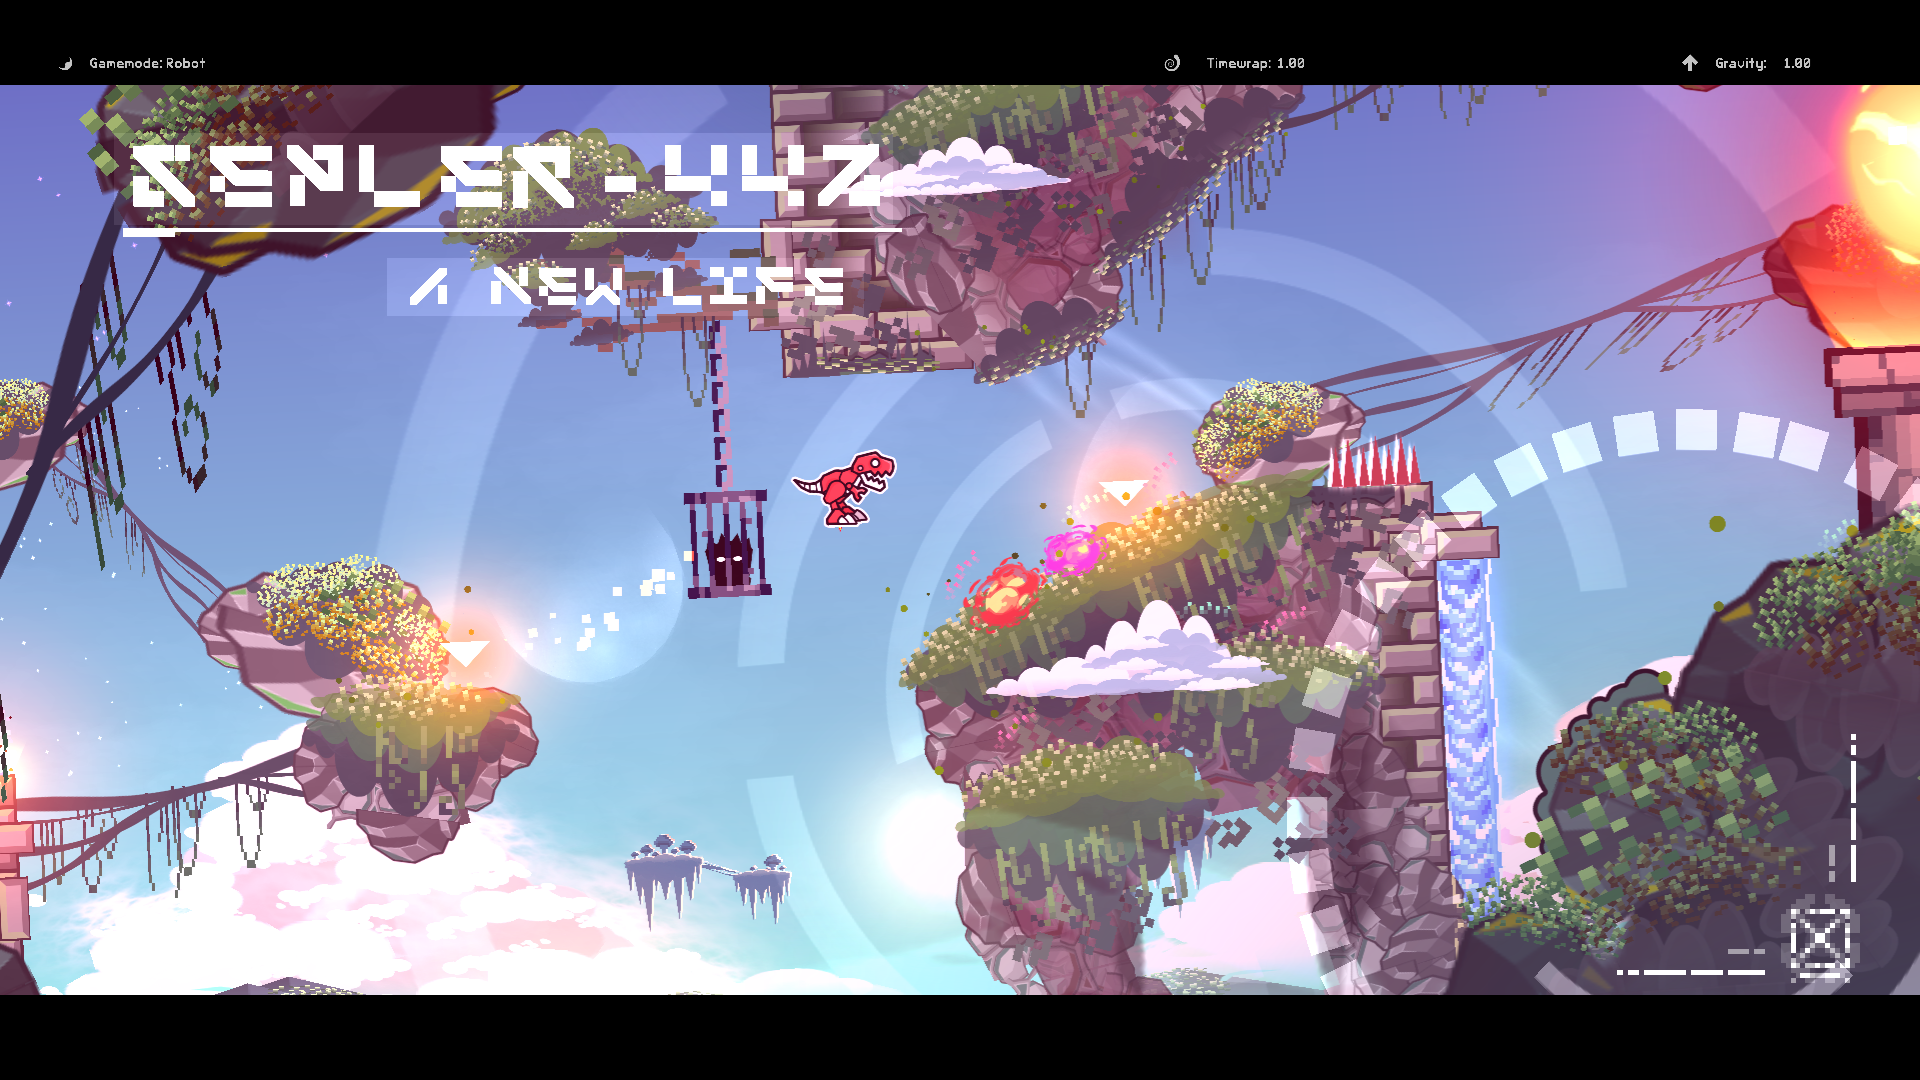 Gamemode: Robot
Timewrap: 1.00
Gravity: 1.00
KEPLER - 442
A NEW LIFE